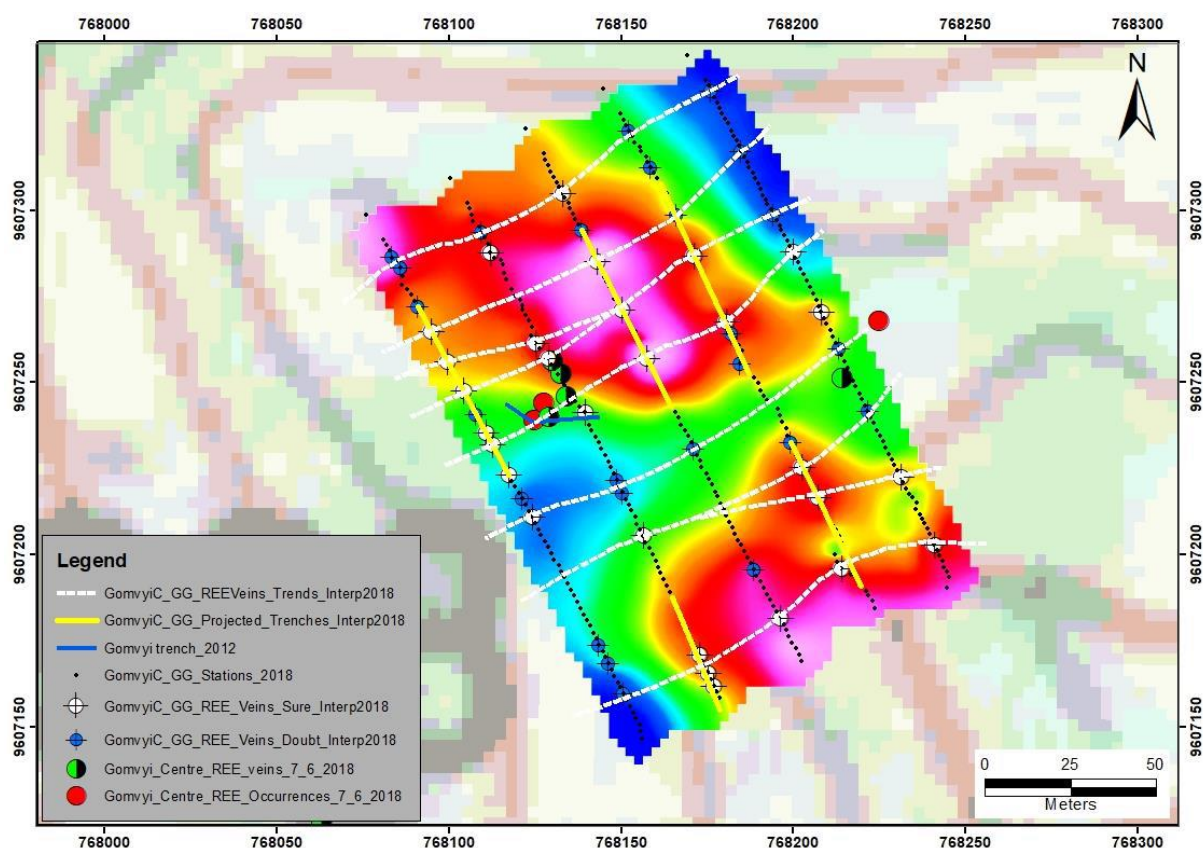 768000 768050 768100 768150 768200 768250 768300
N
9607300 9607300
9607250 9607250
9607200 9607200
9607150 9607150
Legend
GomvyiC_GG_REEVeins_Trends_Interp2018
GomvyiC_GG_Projected_Trenches_Interp2018
Gomvyi trench_2012
GomvyiC_GG_Stations_2018
GomvyiC_GG_REE_Veins_Sure_Interp2018
GomvyiC_GG_REE_Veins_Doubt_Interp2018
Gomvyi_Centre_REE_veins_7_6_2018
Gomvyi_Centre_REE_Occurrences_7_6_2018
0 25 50
Meters
768000 768050 768100 768150 768200 768250 768300